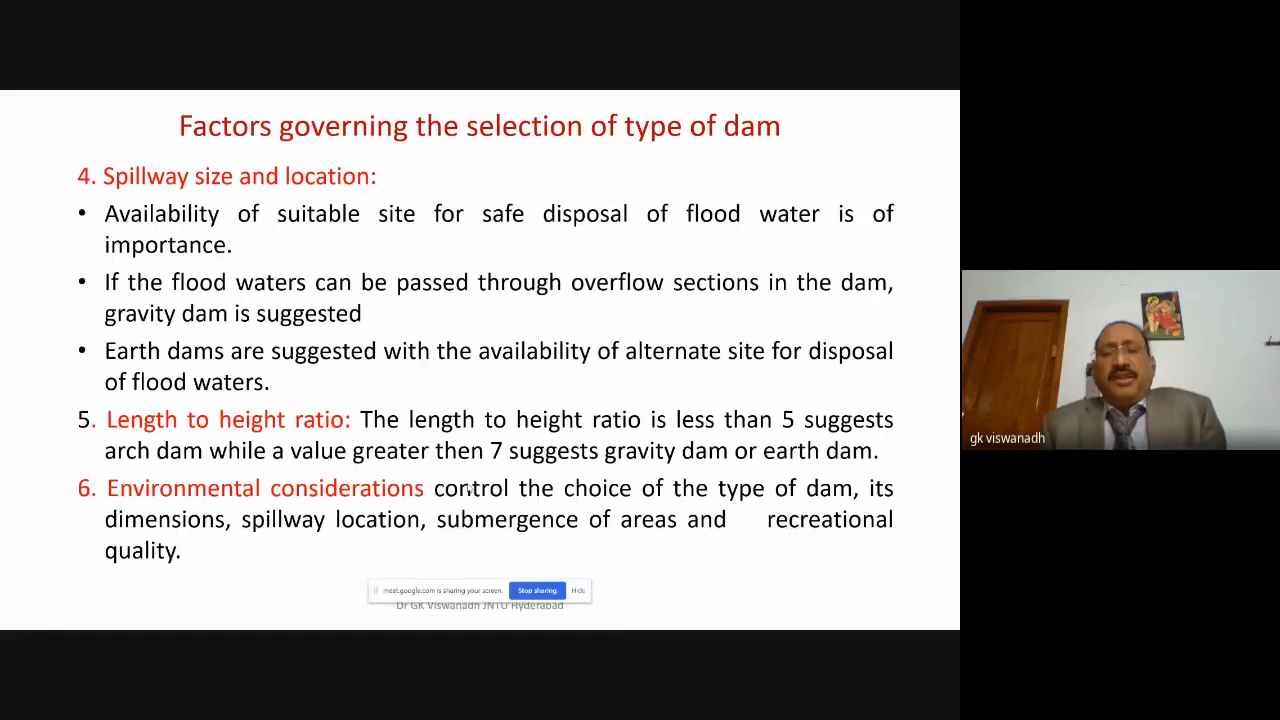 Factors governing the selection of type of dam
4. Spillway size and location:
• Availability of suitable site for safe disposal of flood water is of
importance.
• If the flood waters can be passed through overflow sections in the dam,
gravity dam is suggested
• Earth dams are suggested with the availability of alternate site for disposal
of flood waters.
5. Length to height ratio: The length to height ratio is less than 5 suggests
arch dam while a value greater then 7 suggests gravity dam or earth dam.
6. Environmental considerations control the choice of the type of dam, its
dimensions, spillway location, submergence of areas and recreational
quality.
meet.google.com is sharing your screen. Stop sharing Hide
Dr GK Viswanadh JNTU Hyderabad
gk viswanadh